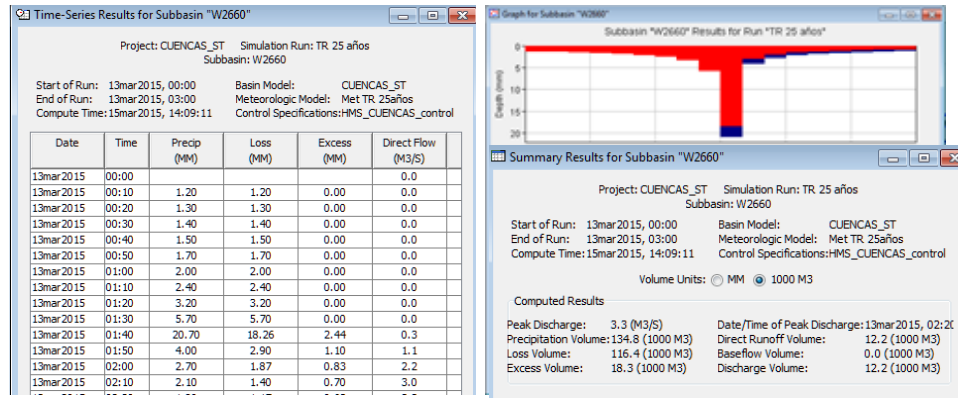 Time-Series Results for Subbasin "W2660"
Project: CUENCAS_ST Simulation Run: TR 25 años
Subbasin: W2660
Start of Run: 13mar2015, 00:00 Basin Model: CUENCAS_ST
End of Run: 13mar2015, 03:00 Meteorologic Model: Met TR 25años
Compute Time:15mar2015, 14:09:11 Control Specifications:HMS_CUENCAS_control
Date Time Precip Loss Excess Direct Flow
(MM) (MM) (MM) (M3/S)
13mar2015 00:00 0.0
13mar2015 00:10 1.20 1.20 0.00 0.0
13mar2015 00:20 1.30 1.30 0.00 0.0
13mar2015 00:30 1.40 1.40 0.00 0.0
13mar2015 00:40 1.50 1.50 0.00 0.0
13mar2015 00:50 1.70 1.70 0.00 0.0
13mar2015 01:00 2.00 2.00 0.00 0.0
13mar2015 01:10 2.40 2.40 0.00 0.0
13mar2015 01:20 3.20 3.20 0.00 0.0
13mar2015 01:30 5.70 5.70 0.00 0.0
13mar2015 01:40 20.70 18.26 2.44 0.3
13mar2015 01:50 4.00 2.90 1.10 1.1
13mar2015 02:00 2.70 1.87 0.83 2.2
13mar2015 02:10 2.10 1.40 0.70 3.0
Graph for Subbasin "W2660"
Subbasin "W2660" Results for Run "TR 25 años"
Depth (mm)
0
5
10
15
20
Summary Results for Subbasin "W2660"
Project: CUENCAS_ST Simulation Run: TR 25 años
Subbasin: W2660
Start of Run: 13mar2015, 00:00 Basin Model: CUENCAS_ST
End of Run: 13mar2015, 03:00 Meteorologic Model: Met TR 25años
Compute Time:15mar2015, 14:09:11 Control Specifications:HMS_CUENCAS_control
Volume Units: MM 1000 M3
Computed Results
Peak Discharge: 3.3 (M3/S) Date/Time of Peak Discharge:13mar2015, 02:20
Precipitation Volume:134.8 (1000 M3) Direct Runoff Volume: 12.2 (1000 M3)
Loss Volume: 116.4 (1000 M3) Baseflow Volume: 0.0 (1000 M3)
Excess Volume: 18.3 (1000 M3) Discharge Volume: 12.2 (1000 M3)